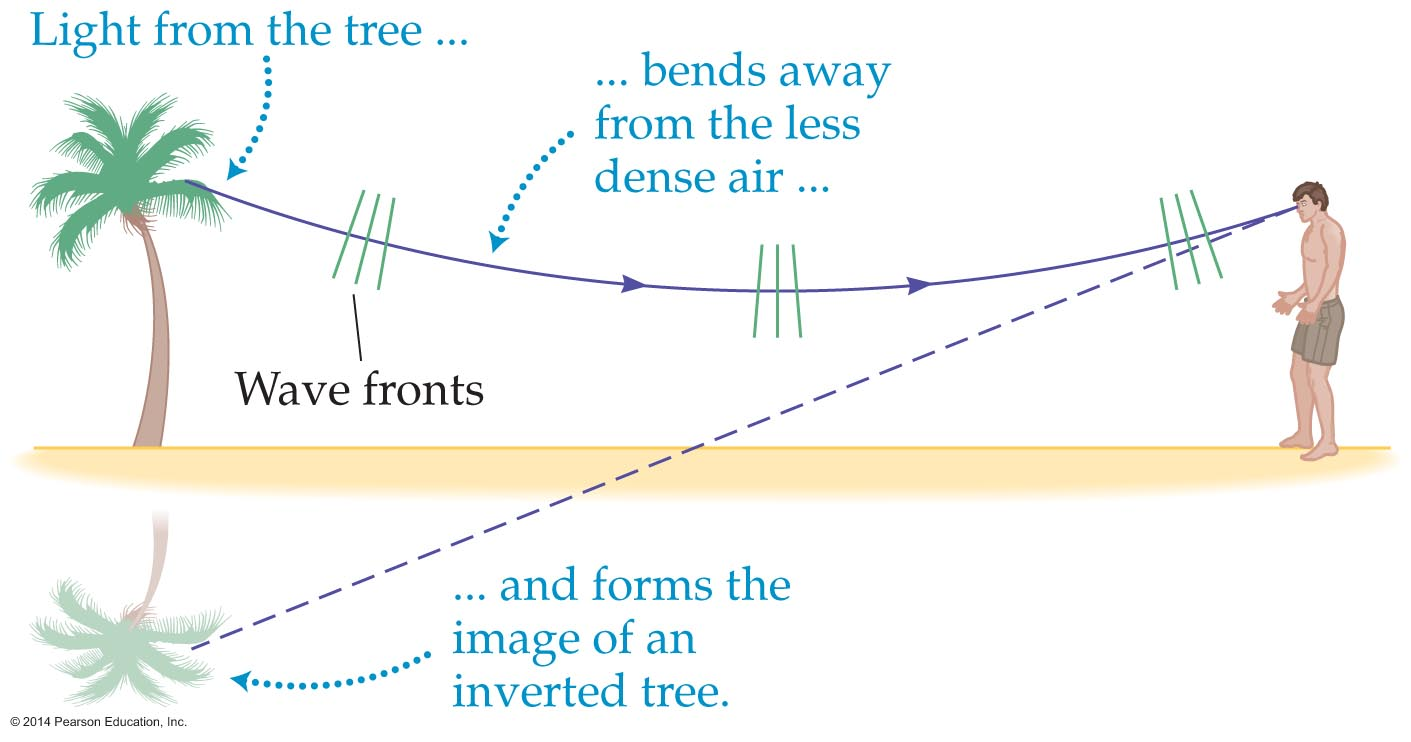 Light from the tree ...
... bends away
from the less
dense air ...
Wave fronts
... and forms the
image of an
inverted tree.
© 2014 Pearson Education, Inc.